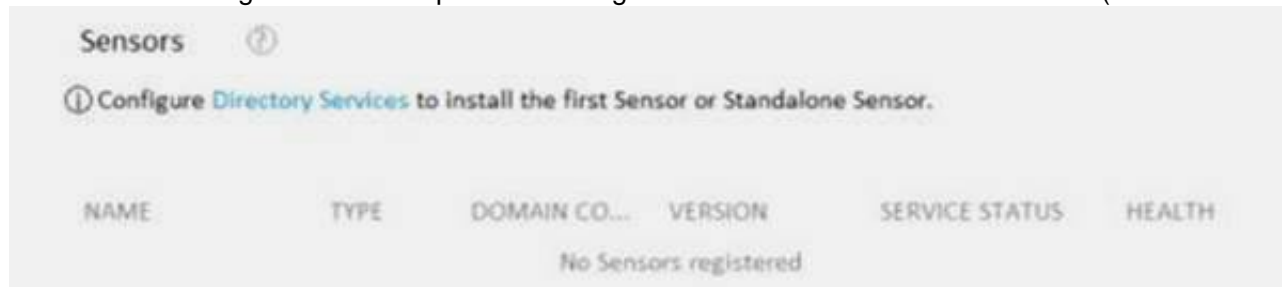 Sensors ?
ⓘ Configure Directory Services to install the first Sensor or Standalone Sensor.
NAME TYPE DOMAIN CO... VERSION SERVICE STATUS HEALTH
No Sensors registered